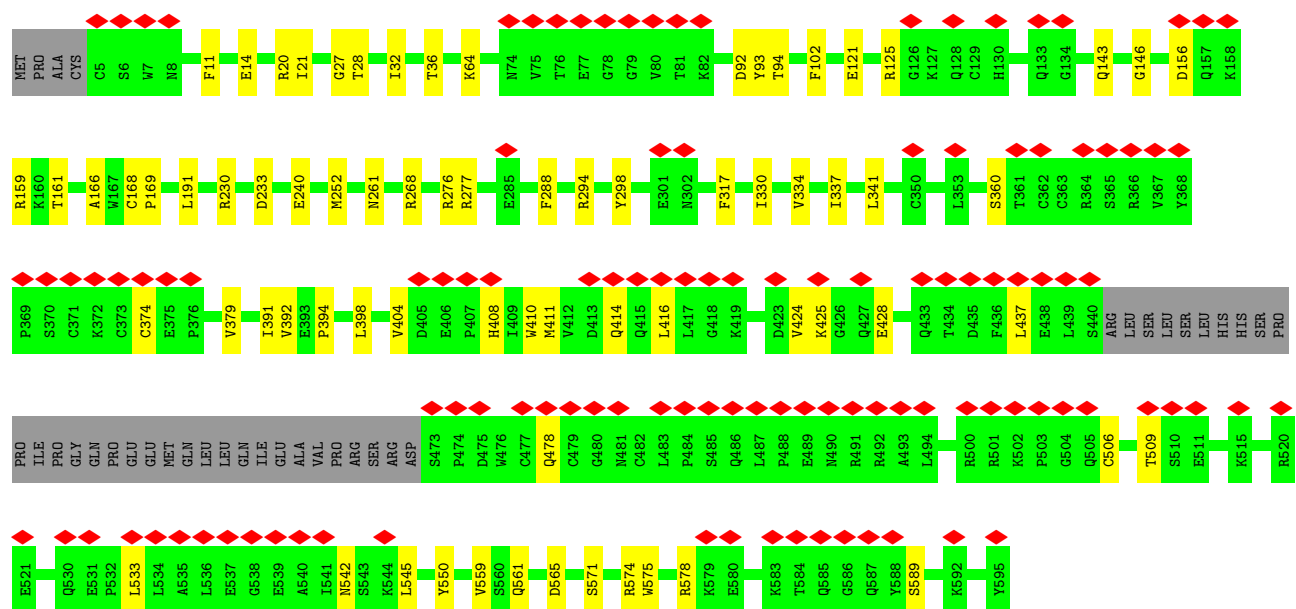 MET PRO ALA CYS C5 S6 W7 N8 F11 E14 R20 I21 G27 T28 I32 T36 K64 N74 V75 T76 E77 G78 G79 V80 T81 K82 D92 Y93 T94 F102 E121 R125 G126 K127 Q128 C129 H130 Q133 G134 Q143 G146 D156 Q157 K158
R159 K160 T161 A166 W167 C168 P169 L191 R230 D233 E240 M252 N261 R268 R276 R277 E285 F288 R294 Y298 E301 N302 F317 I330 V334 I337 L341 C350 L353 S360 T361 C362 C363 R364 S365 R366 V367 Y368
P369 S370 C371 K372 C373 C374 E375 P376 V379 I391 V392 E393 P394 L398 V404 D405 E406 P407 H408 I409 W410 M411 V412 D413 Q414 Q415 L416 L417 G418 K419 D423 V424 K425 G426 Q427 E428 Q433 T434 D435 F436 L437 E438 L439 S440 ARG LEU SER LEU SER LEU HIS HIS SER PRO
PRO ILE PRO GLY GLN PRO GLU GLU MET GLN LEU LEU GLN ILE GLU ALA VAL PRO ARG SER ARG ASP S473 P474 D475 W476 C477 Q478 C479 G480 N481 C482 L483 P484 S485 Q486 L487 P488 E489 N490 R491 R492 A493 L494 R500 R501 K502 P503 G504 Q505 C506 T509 S510 E511 K515 R520
E521 Q530 E531 P532 L533 L534 A535 L536 E537 G538 E539 A540 I541 N542 S543 K544 L545 Y550 V559 S560 Q561 D565 S571 R574 W575 R578 K579 E580 K583 T584 Q585 G586 Q587 Y588 S589 K592 Y595